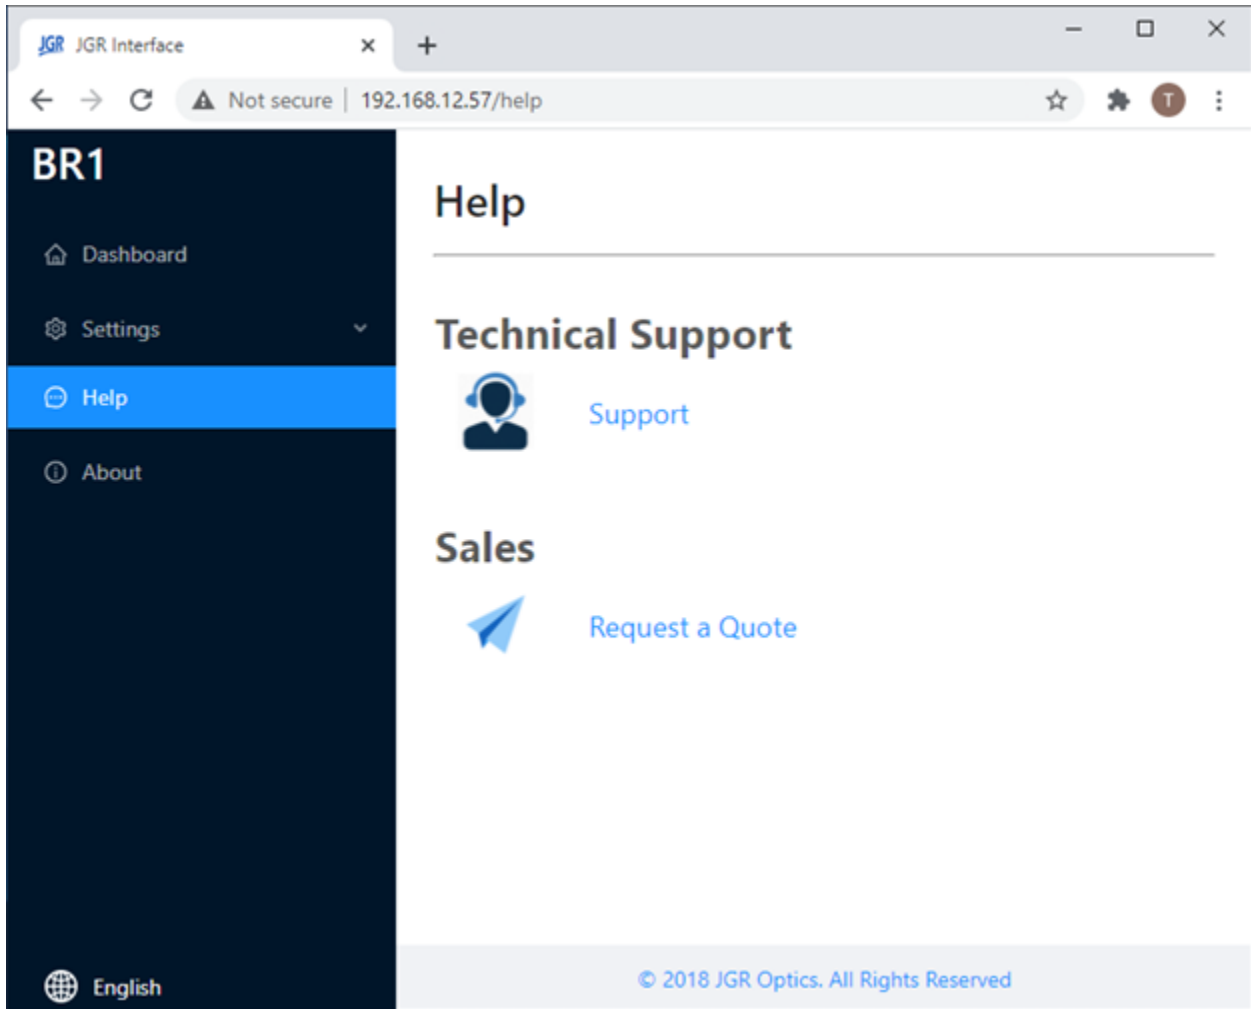 JGR JGR Interface
Not secure | 192.168.12.57/help
T
BR1
Dashboard
Settings
Help
About
English
Help
Technical Support
Support
Sales
Request a Quote
© 2018 JGR Optics. All Rights Reserved